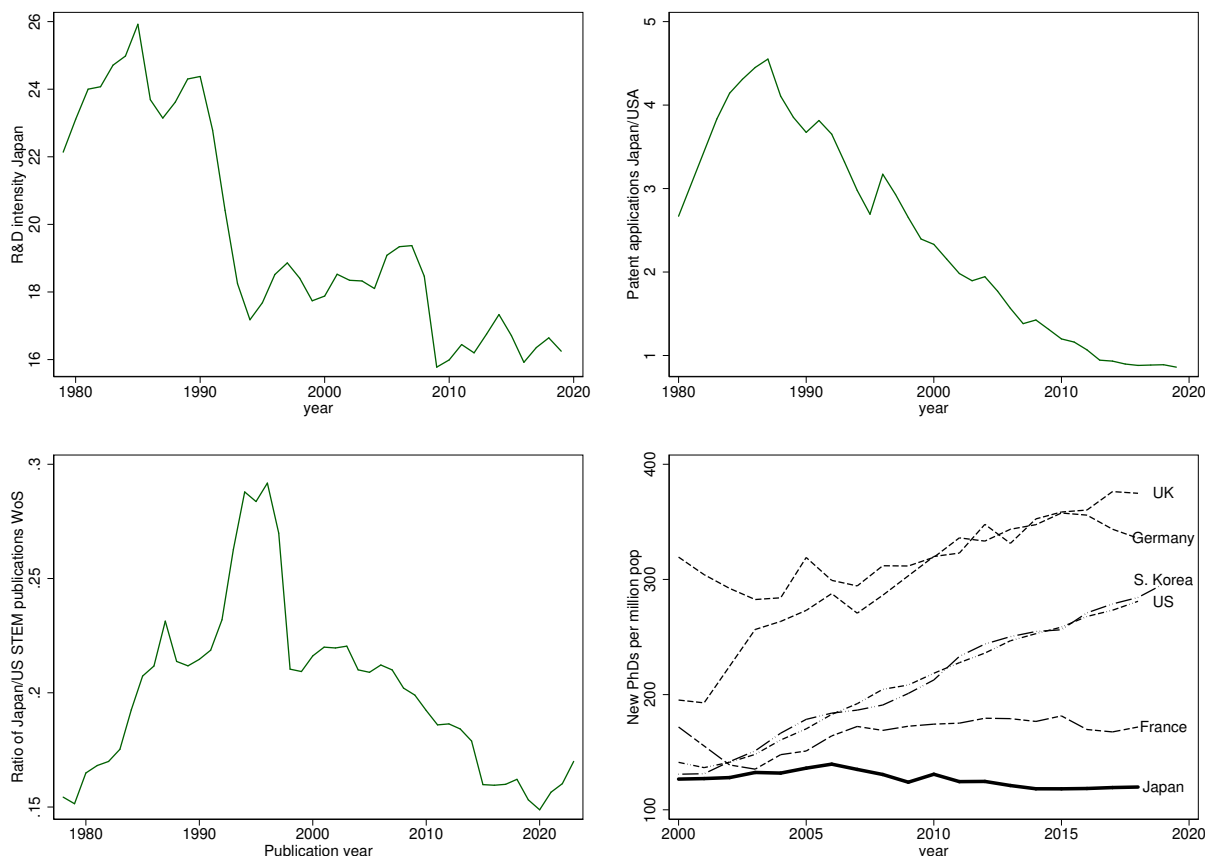 R&D intensity Japan
26
24
22
20
18
16
1980 1990 2000 2010 2020
year
Patent applications Japan/USA
5
4
3
2
1
1980 1990 2000 2010 2020
year
Ratio of Japan/US STEM publications WoS
.3
.25
.2
.15
1980 1990 2000 2010 2020
Publication year
New PhDs per million pop
400
300
200
100
UK
Germany
S. Korea
US
France
Japan
2000 2005 2010 2015 2020
year